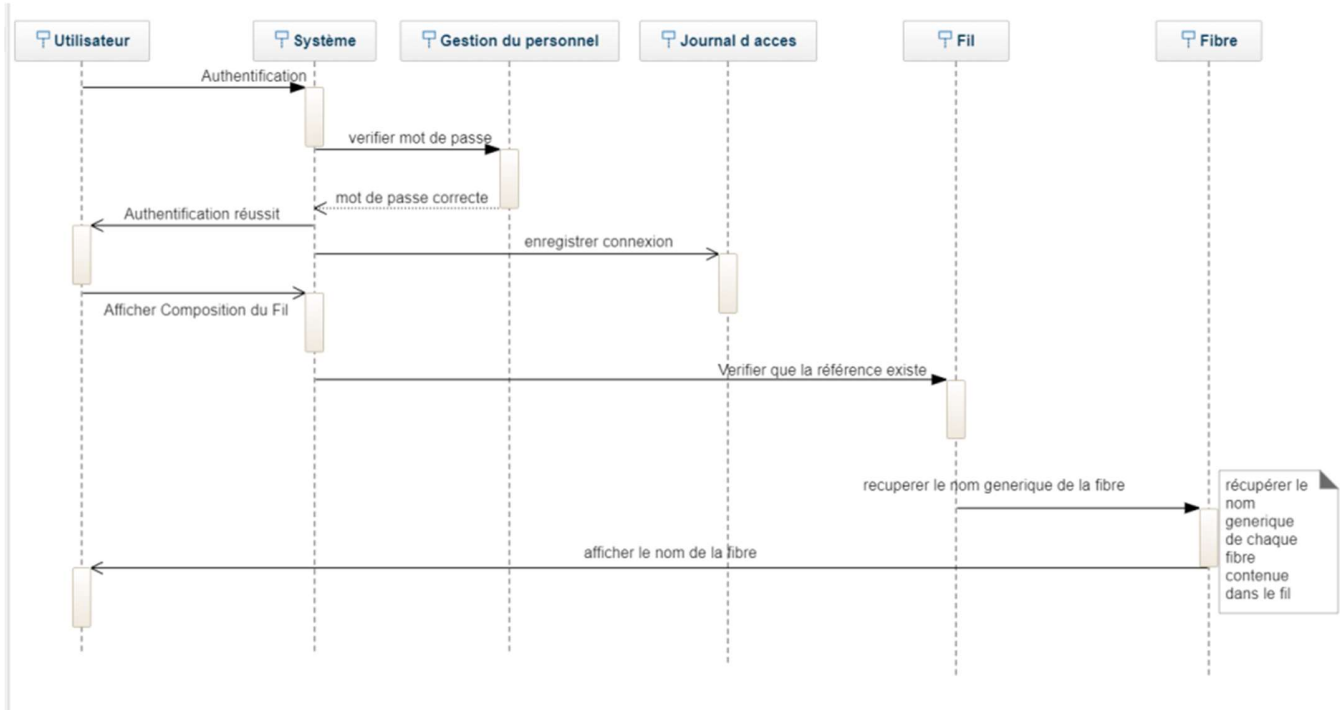 Utilisateur
Système
Gestion du personnel
Journal d acces
Fil
Fibre
Authentification
verifier mot de passe
mot de passe correcte
Authentification réussit
enregistrer connexion
Afficher Composition du Fil
Verifier que la référence existe
recuperer le nom generique de la fibre
récupérer le
nom
generique
de chaque
fibre
contenue
dans le fil
afficher le nom de la fibre